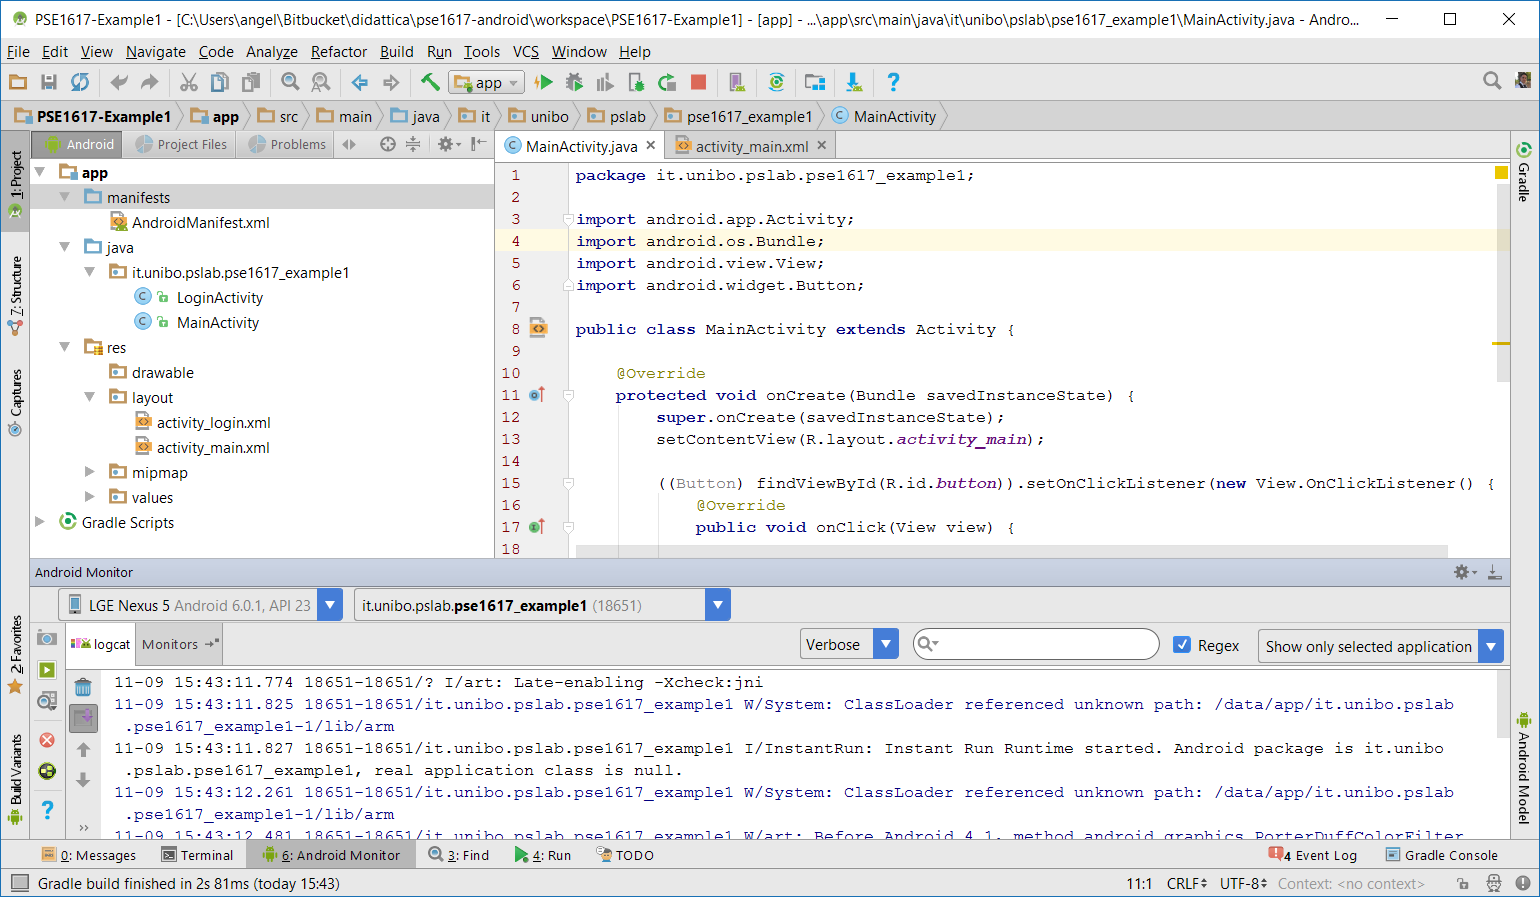 PSE1617-Example1 - [C:\Users\angel\Bitbucket\didattica\pse1617-android\workspace\PSE1617-Example1] - [app] - ...\app\src\main\java\it\unibo\pslab\pse1617_example1\MainActivity.java - Andro...
File Edit View Navigate Code Analyze Refactor Build Run Tools VCS Window Help
app
PSE1617-Example1 app src main java it unibo pslab pse1617_example1 MainActivity
Android Project Files Problems
MainActivity.java activity_main.xml
1: Project
7: Structure
Captures
2: Favorites
Build Variants
app
manifests
AndroidManifest.xml
java
it.unibo.pslab.pse1617_example1
LoginActivity
MainActivity
res
drawable
layout
activity_login.xml
activity_main.xml
mipmap
values
Gradle Scripts
1 package it.unibo.pslab.pse1617_example1;
2
3 import android.app.Activity;
4 import android.os.Bundle;
5 import android.view.View;
6 import android.widget.Button;
7
8 public class MainActivity extends Activity {
9
10 @Override
11 protected void onCreate(Bundle savedInstanceState) {
12 super.onCreate(savedInstanceState);
13 setContentView(R.layout.activity_main);
14
15 ((Button) findViewById(R.id.button)).setOnClickListener(new View.OnClickListener() {
16 @Override
17 public void onClick(View view) {
18
Gradle
Android Model
Android Monitor
LGE Nexus 5 Android 6.0.1, API 23 it.unibo.pslab.pse1617_example1 (18651)
logcat Monitors Verbose Regex Show only selected application
11-09 15:43:11.774 18651-18651/? I/art: Late-enabling -Xcheck:jni
11-09 15:43:11.825 18651-18651/it.unibo.pslab.pse1617_example1 W/System: ClassLoader referenced unknown path: /data/app/it.unibo.pslab
.pse1617_example1-1/lib/arm
11-09 15:43:11.827 18651-18651/it.unibo.pslab.pse1617_example1 I/InstantRun: Instant Run Runtime started. Android package is it.unibo
.pslab.pse1617_example1, real application class is null.
11-09 15:43:12.261 18651-18651/it.unibo.pslab.pse1617_example1 W/System: ClassLoader referenced unknown path: /data/app/it.unibo.pslab
.pse1617_example1-1/lib/arm
11-09 15:43:12.481 18651-18651/it.unibo.pslab.pse1617_example1 W/art: Before Android 4.1, method android.graphics.PorterDuffColorFilter
0: Messages Terminal 6: Android Monitor 3: Find 4: Run TODO 4 Event Log Gradle Console
Gradle build finished in 2s 81ms (today 15:43) 11:1 CRLF UTF-8 Context: <no context>